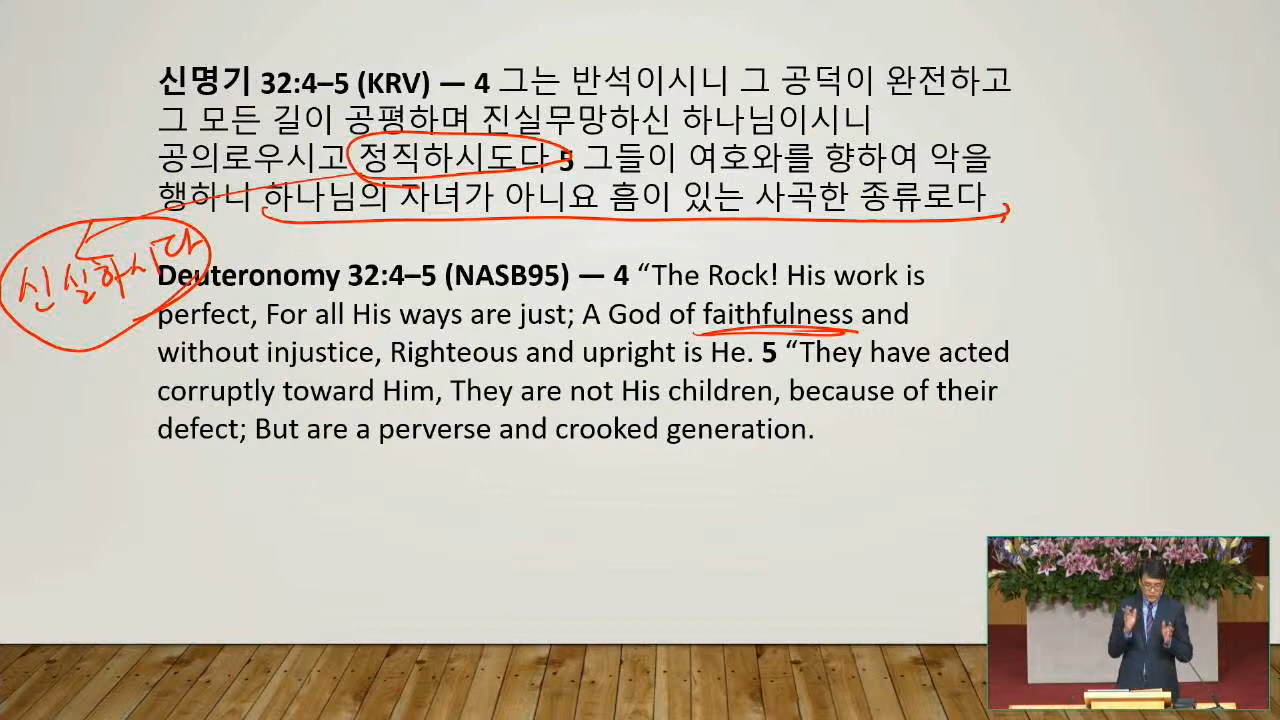 신명기 32:4–5 (KRV) — 4 그는 반석이시니 그 공덕이 완전하고
그 모든 길이 공평하며 진실무망하신 하나님이시니
공의로우시고 정직하시도다 5 그들이 여호와를 향하여 악을
행하니 하나님의 자녀가 아니요 흠이 있는 사곡한 종류로다
신실하시다
Deuteronomy 32:4–5 (NASB95) — 4 “The Rock! His work is
perfect, For all His ways are just; A God of faithfulness and
without injustice, Righteous and upright is He. 5 “They have acted
corruptly toward Him, They are not His children, because of their
defect; But are a perverse and crooked generation.